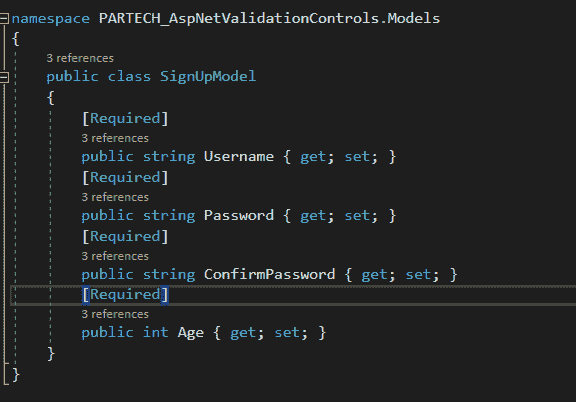 namespace PARTECH_AspNetValidationControls.Models
{
3 references
public class SignUpModel
{
[Required]
3 references
public string Username { get; set; }
[Required]
3 references
public string Password { get; set; }
[Required]
3 references
public string ConfirmPassword { get; set; }
[Required]
3 references
public int Age { get; set; }
}
}